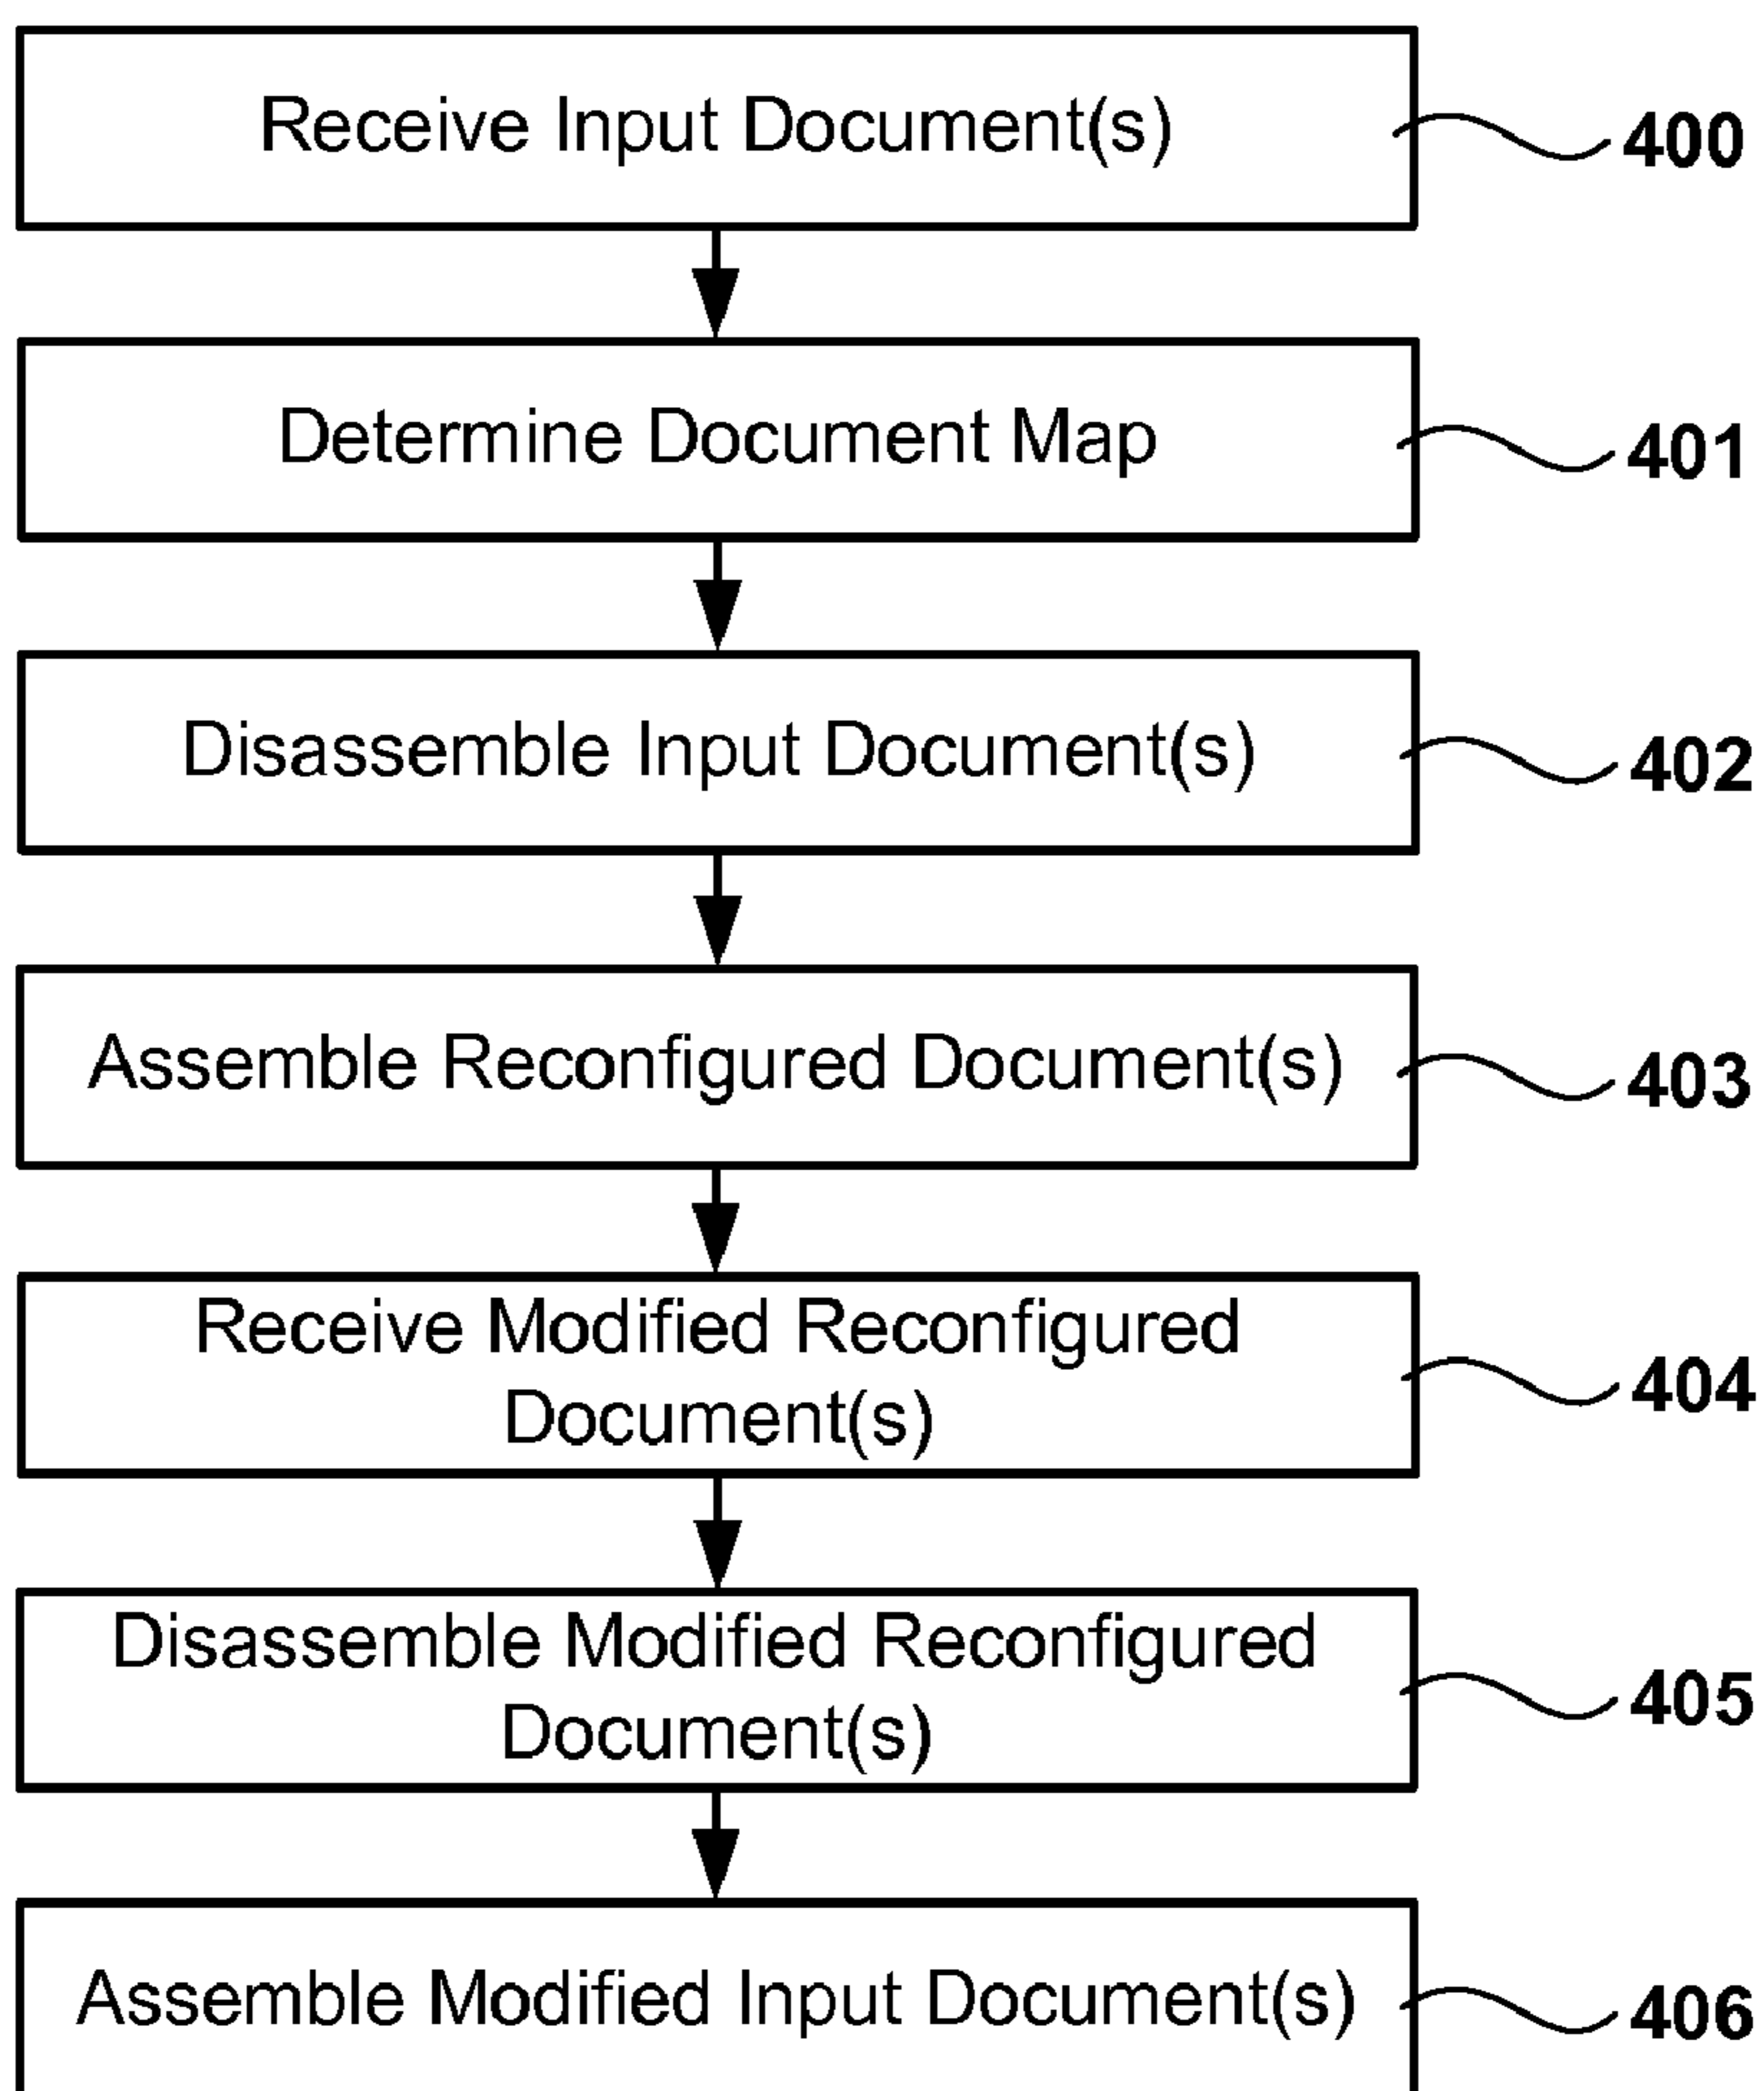 Receive Input Document(s)
400
Determine Document Map
401
Disassemble Input Document(s)
402
Assemble Reconfigured Document(s)
403
Receive Modified Reconfigured
Document(s)
404
Disassemble Modified Reconfigured
Document(s)
405
Assemble Modified Input Document(s)
406